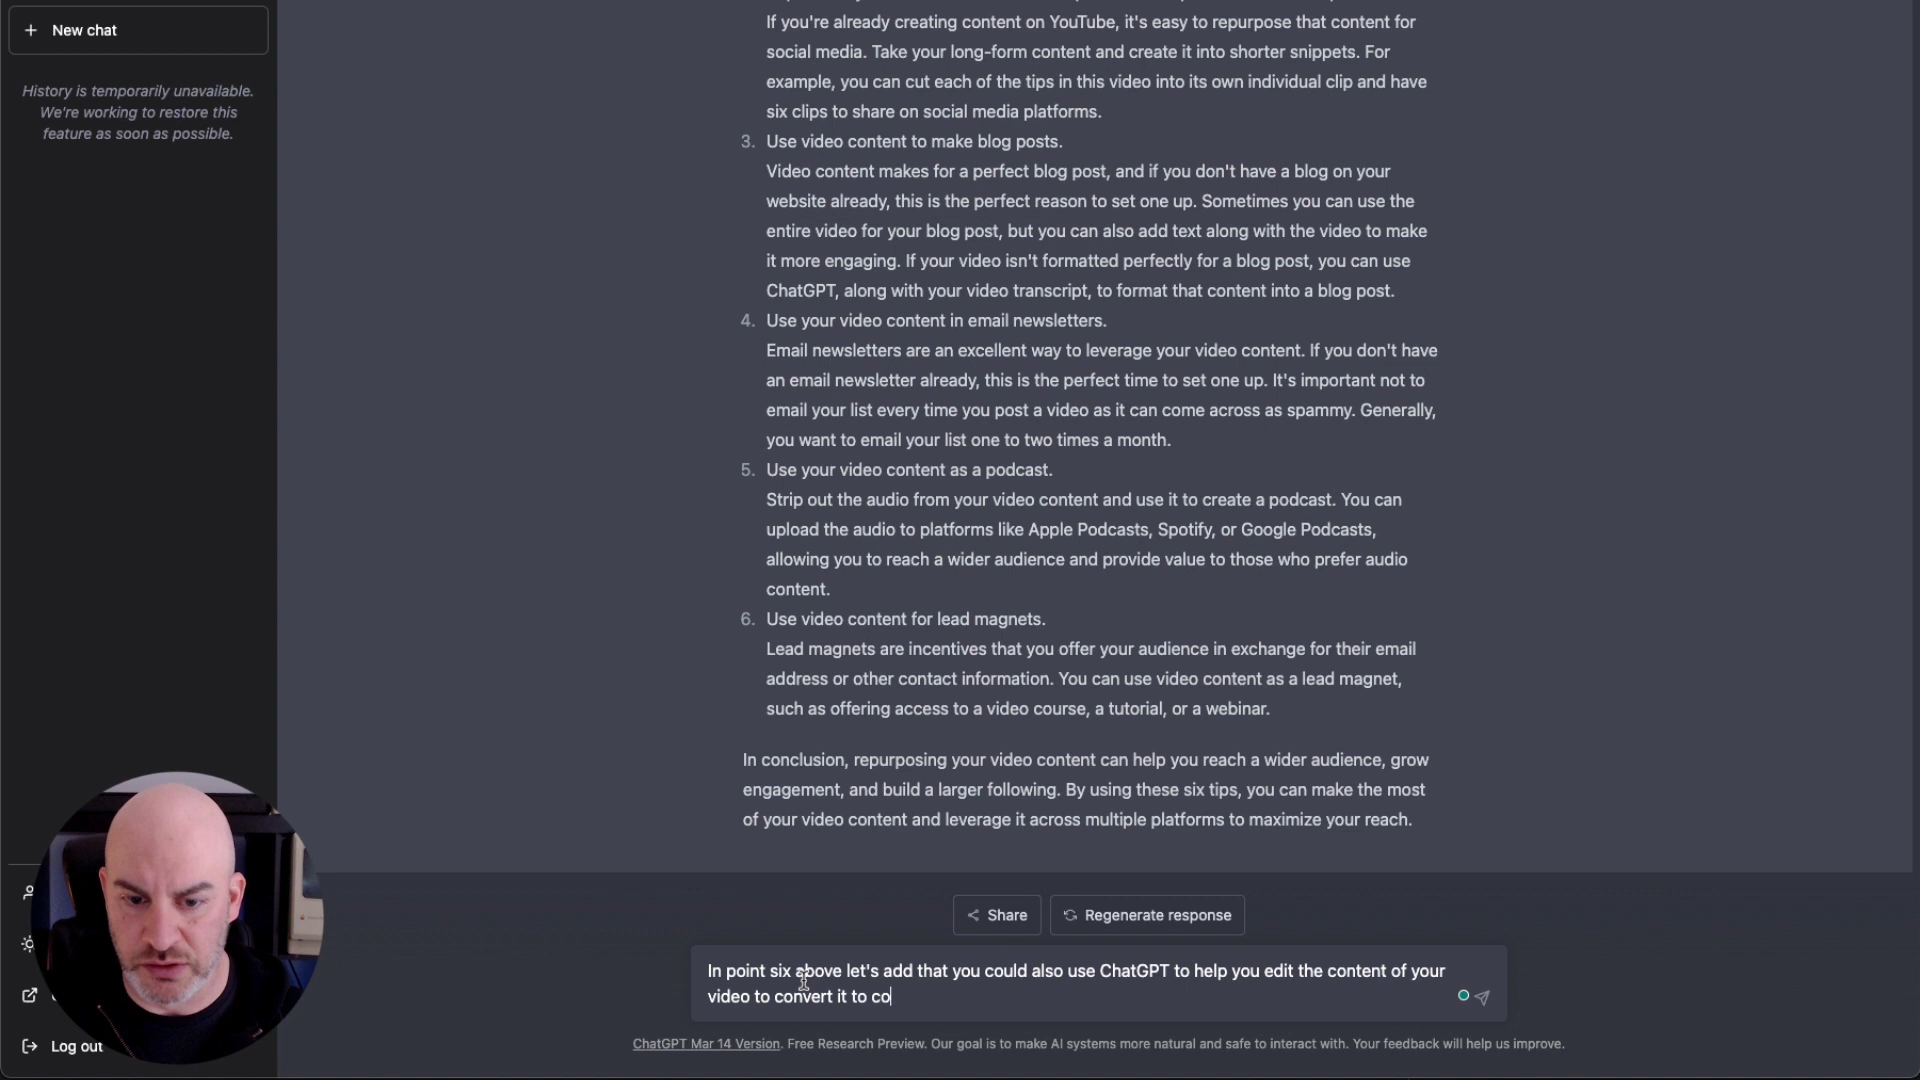 New chat
History is temporarily unavailable.
We're working to restore this
feature as soon as possible.
If you're already creating content on YouTube, it's easy to repurpose that content for
social media. Take your long-form content and create it into shorter snippets. For
example, you can cut each of the tips in this video into its own individual clip and have
six clips to share on social media platforms.
3. Use video content to make blog posts.
Video content makes for a perfect blog post, and if you don't have a blog on your
website already, this is the perfect reason to set one up. Sometimes you can use the
entire video for your blog post, but you can also add text along with the video to make
it more engaging. If your video isn't formatted perfectly for a blog post, you can use
ChatGPT, along with your video transcript, to format that content into a blog post.
4. Use your video content in email newsletters.
Email newsletters are an excellent way to leverage your video content. If you don't have
an email newsletter already, this is the perfect time to set one up. It's important not to
email your list every time you post a video as it can come across as spammy. Generally,
you want to email your list one to two times a month.
5. Use your video content as a podcast.
Strip out the audio from your video content and use it to create a podcast. You can
upload the audio to platforms like Apple Podcasts, Spotify, or Google Podcasts,
allowing you to reach a wider audience and provide value to those who prefer audio
content.
6. Use video content for lead magnets.
Lead magnets are incentives that you offer your audience in exchange for their email
address or other contact information. You can use video content as a lead magnet,
such as offering access to a video course, a tutorial, or a webinar.
In conclusion, repurposing your video content can help you reach a wider audience, grow
engagement, and build a larger following. By using these six tips, you can make the most
of your video content and leverage it across multiple platforms to maximize your reach.
Share
Regenerate response
In point six above let's add that you could also use ChatGPT to help you edit the content of your
video to convert it to co
Log out
ChatGPT Mar 14 Version. Free Research Preview. Our goal is to make AI systems more natural and safe to interact with. Your feedback will help us improve.